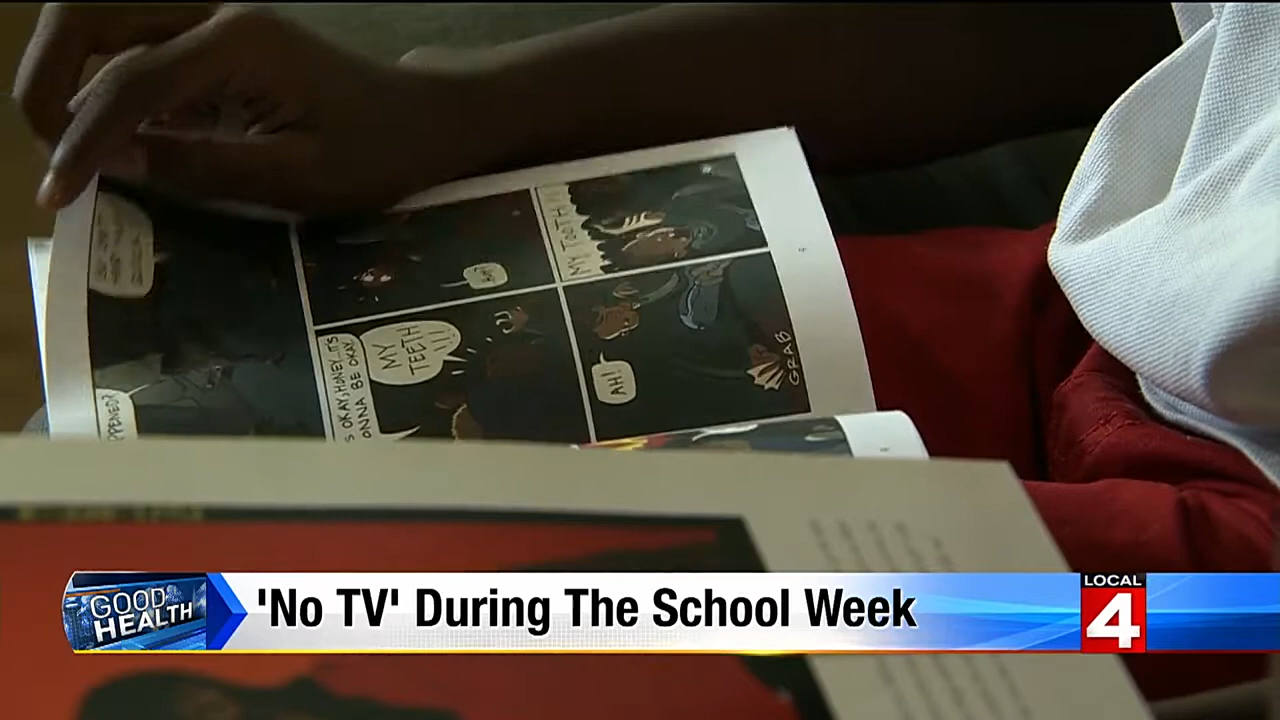 MY TOOTH
MY
TEETH
!!!
S OKAY, HONEY...IT'S
ONNA BE OKAY.
AH!
GRAB
PPENED?
GOOD
HEALTH
'No TV' During The School Week
LOCAL
4